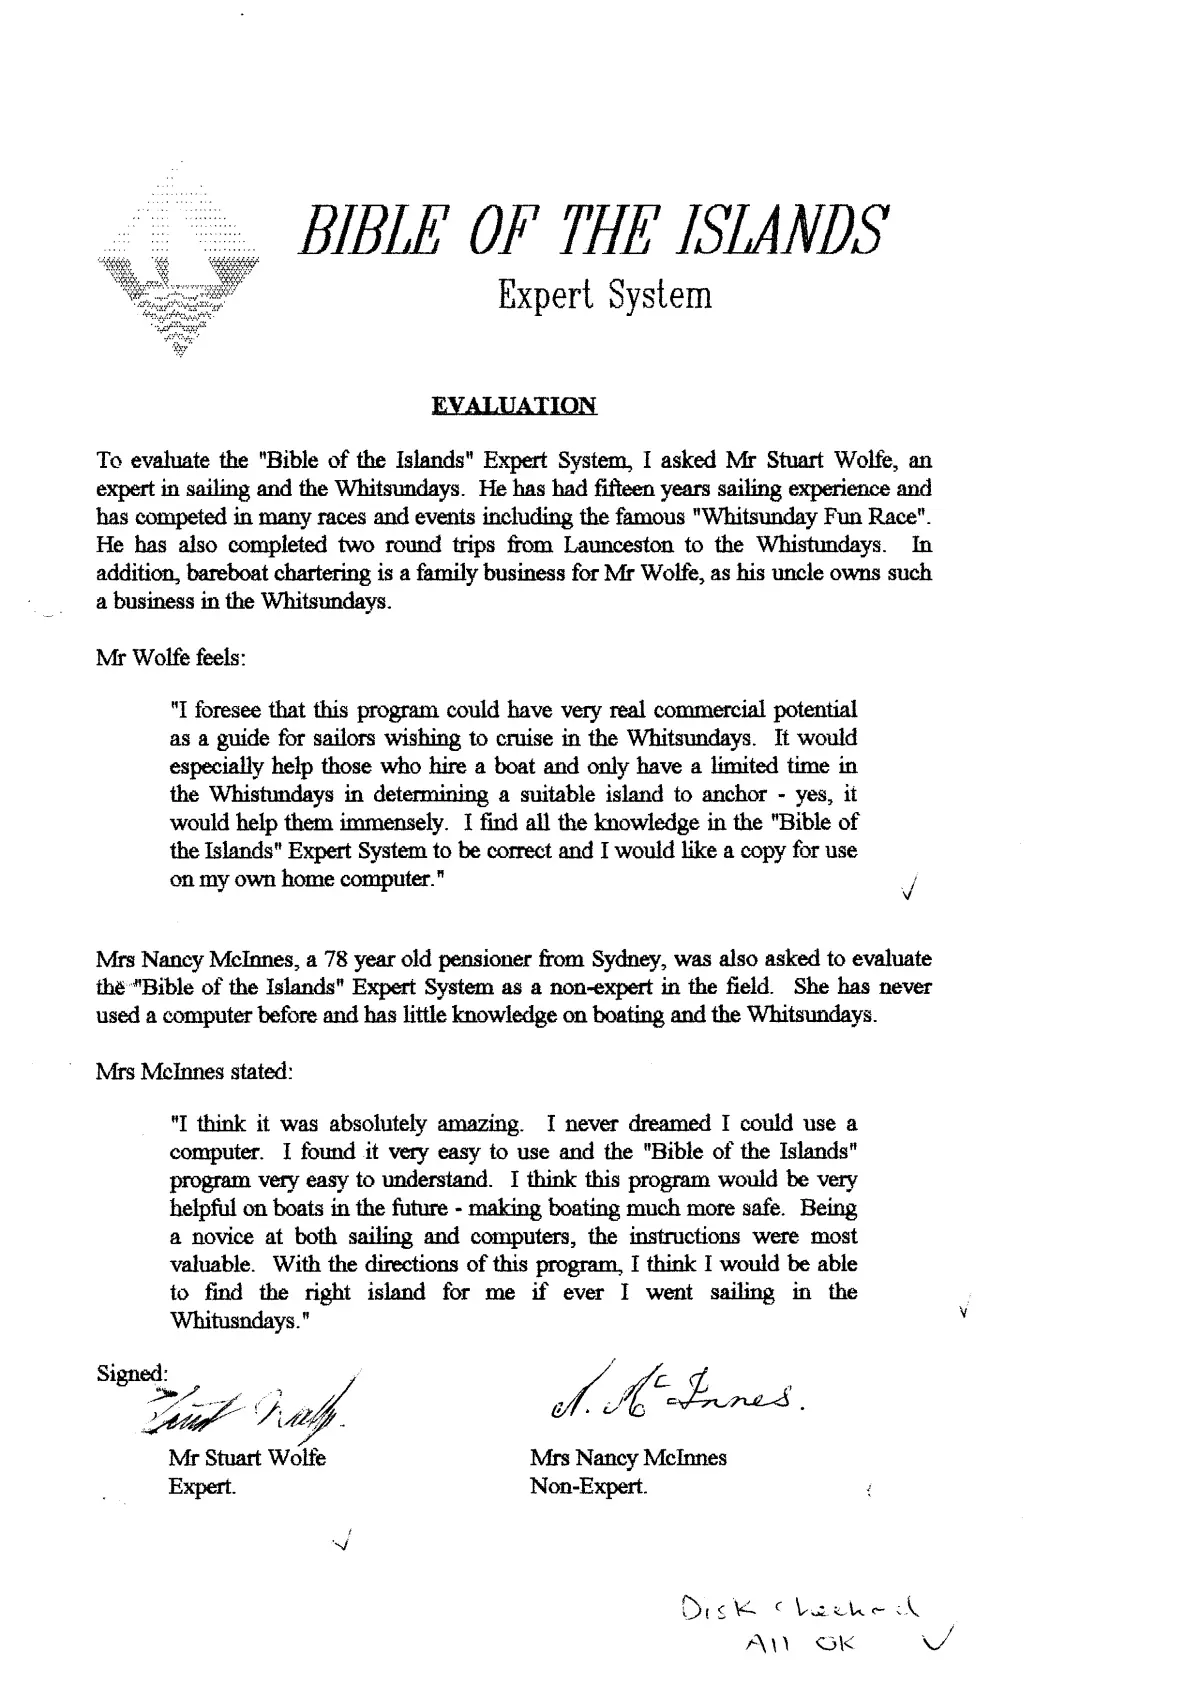 BIBLE OF THE ISLANDS
Expert System
EVALUATION
To evaluate the "Bible of the Islands" Expert System, I asked Mr Stuart Wolfe, an
expert in sailing and the Whitsundays. He has had fifteen years sailing experience and
has competed in many races and events including the famous "Whitsunday Fun Race".
He has also completed two round trips from Launceston to the Whistundays. In
addition, bareboat chartering is a family business for Mr Wolfe, as his uncle owns such
a business in the Whitsundays.
Mr Wolfe feels:
"I foresee that this program could have very real commercial potential
as a guide for sailors wishing to cruise in the Whitsundays. It would
especially help those who hire a boat and only have a limited time in
the Whistundays in determining a suitable island to anchor - yes, it
would help them immensely. I find all the knowledge in the "Bible of
the Islands" Expert System to be correct and I would like a copy for use
on my own home computer."
Mrs Nancy McInnes, a 78 year old pensioner from Sydney, was also asked to evaluate
the "Bible of the Islands" Expert System as a non-expert in the field. She has never
used a computer before and has little knowledge on boating and the Whitsundays.
Mrs McInnes stated:
"I think it was absolutely amazing. I never dreamed I could use a
computer. I found it very easy to use and the "Bible of the Islands"
program very easy to understand. I think this program would be very
helpful on boats in the future - making boating much more safe. Being
a novice at both sailing and computers, the instructions were most
valuable. With the directions of this program, I think I would be able
to find the right island for me if ever I went sailing in the
Whitusndays."
Signed:
N. McInnes.
Mr Stuart Wolfe Mrs Nancy McInnes
Expert. Non-Expert.
Disk checked
All OK ✓